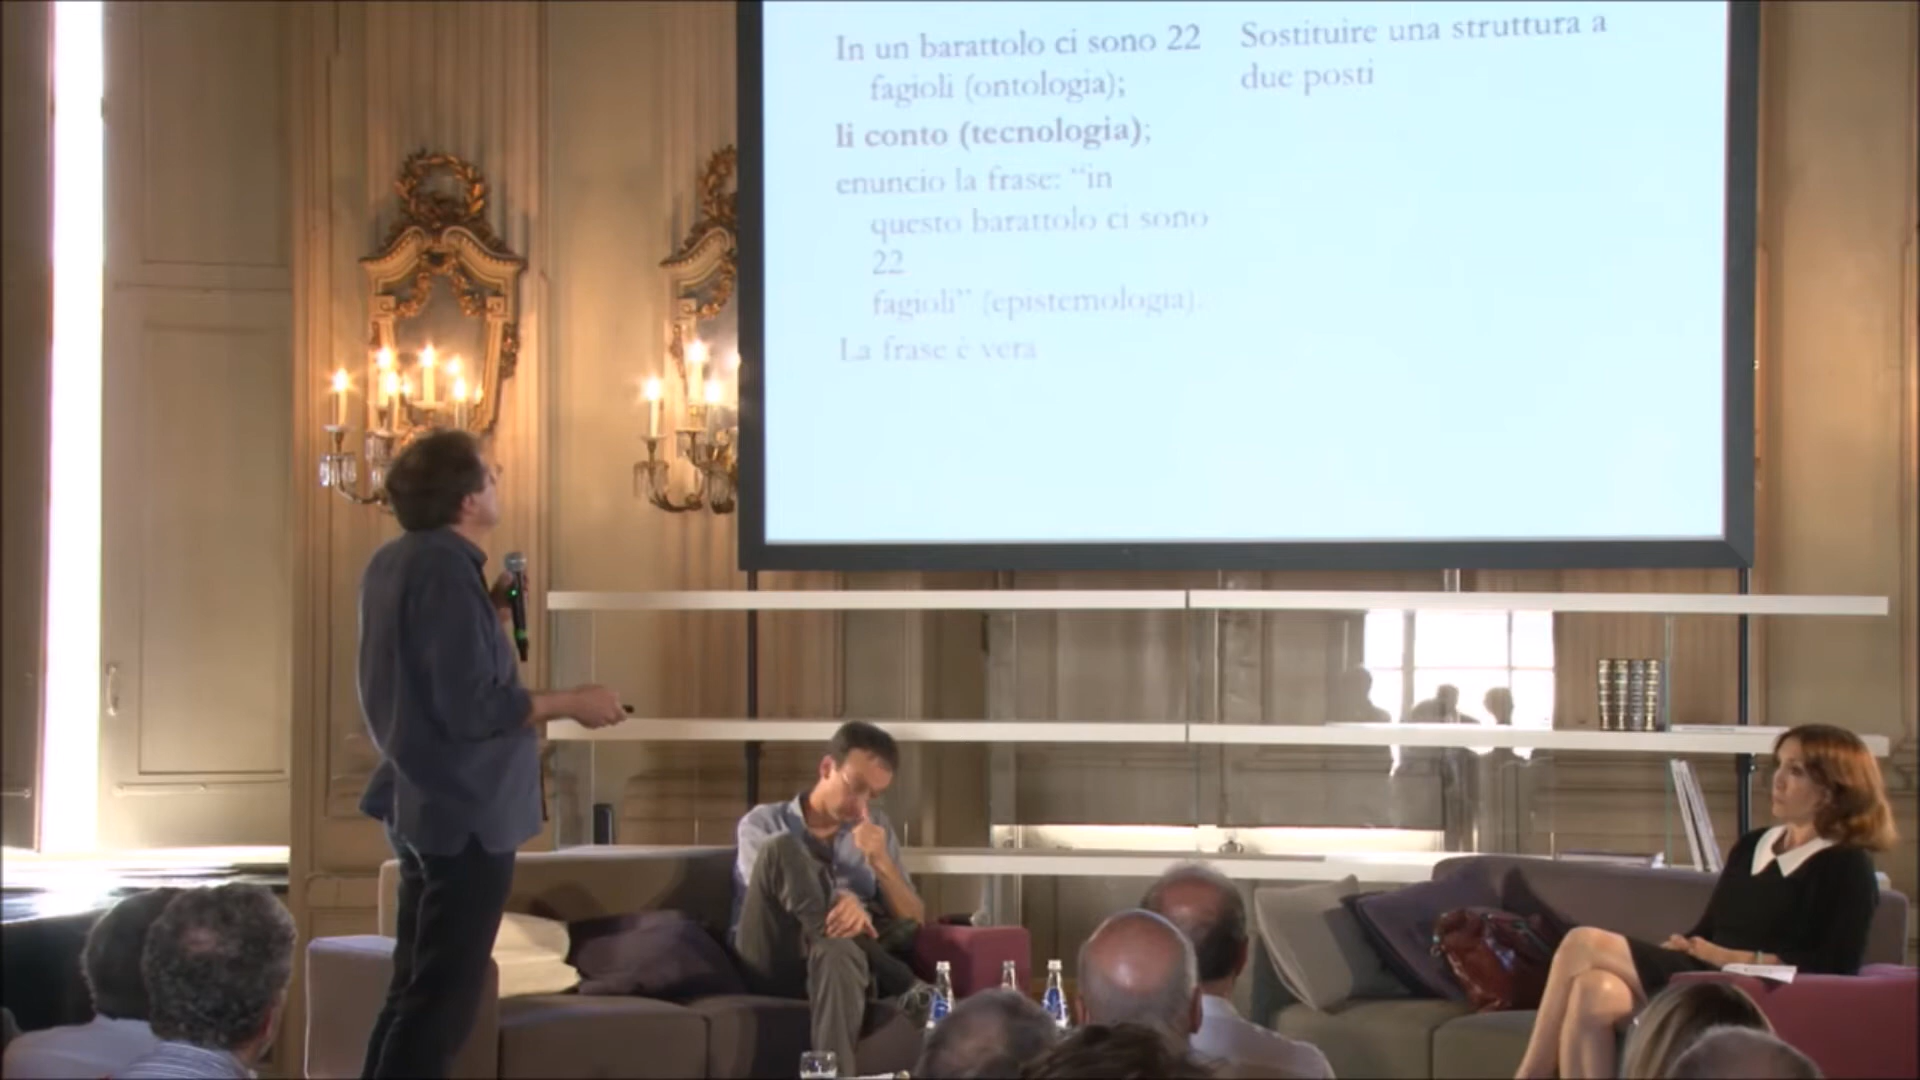 In un barattolo ci sono 22
fagioli (ontologia);
li conto (tecnologia);
enuncio la frase: “in
questo barattolo ci sono
22
fagioli” (epistemologia).
La frase è vera
Sostituire una struttura a
due posti